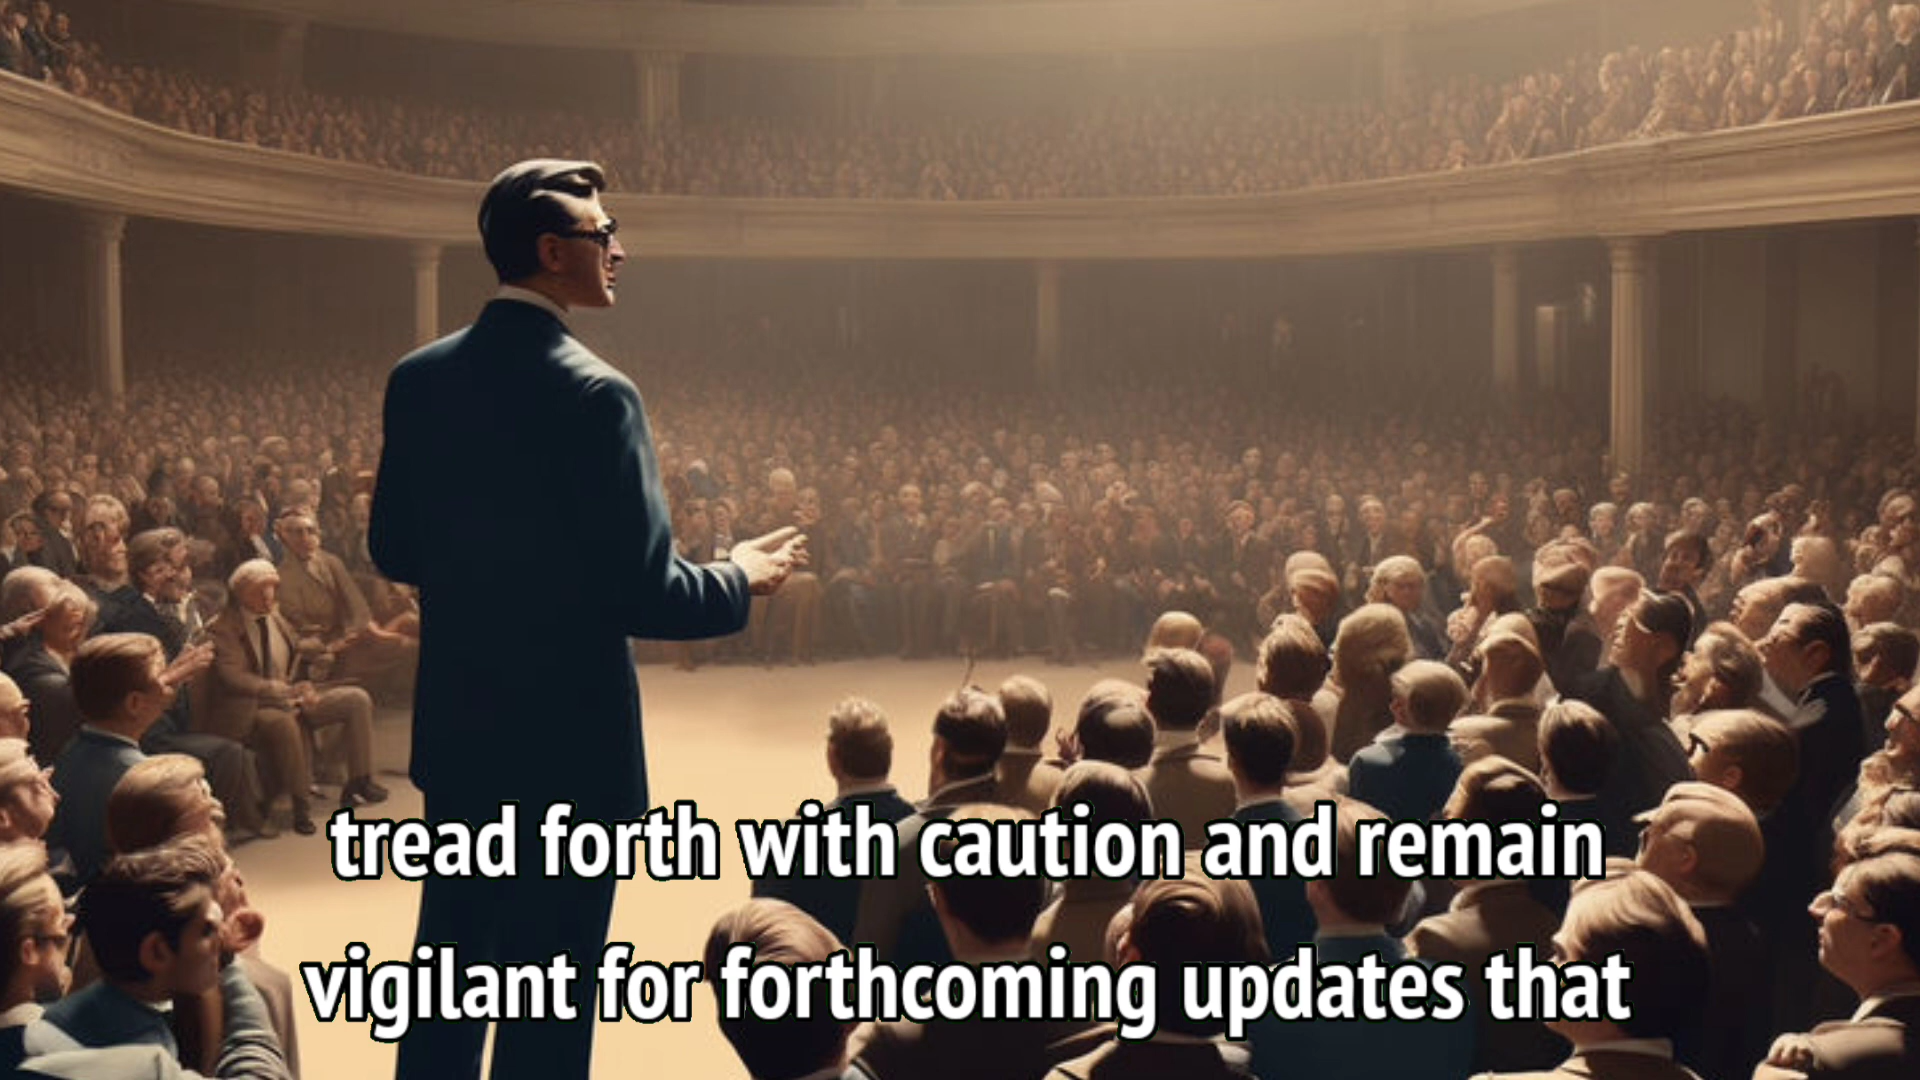 tread forth with caution and remain
vigilant for forthcoming updates that